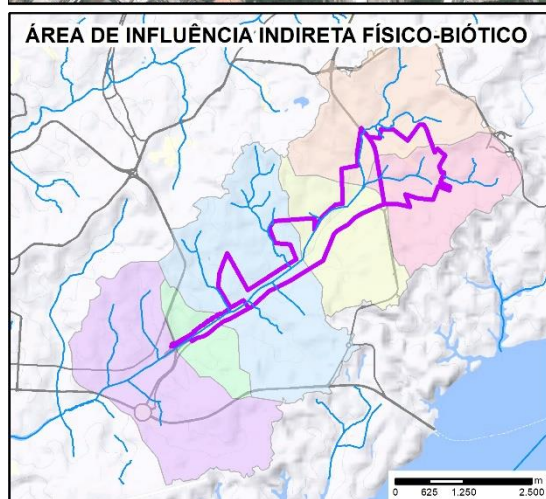 ÁREA DE INFLUÊNCIA INDIRETA FÍSICO-BIÓTICO
m
0 625 1.250 2.500